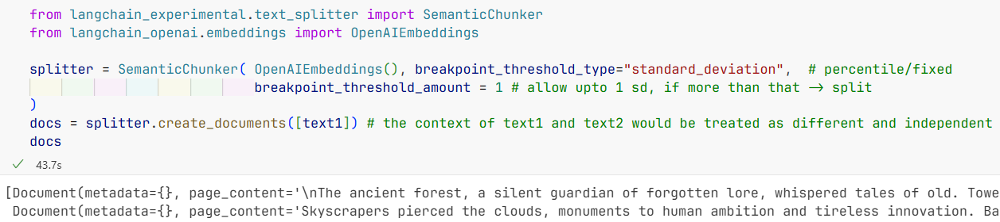 from langchain_experimental.text_splitter import SemanticChunker
from langchain_openai.embeddings import OpenAIEmbeddings
splitter = SemanticChunker( OpenAIEmbeddings(), breakpoint_threshold_type="standard_deviation",  # percentile/fixed
breakpoint_threshold_amount = 1 # allow upto 1 sd, if more than that -> split
)
docs = splitter.create_documents([text1]) # the context of text1 and text2 would be treated as different and independent
docs
43.7s
[Document(metadata={}, page_content='\nThe ancient forest, a silent guardian of forgotten lore, whispered tales of old. Towe
Document(metadata={}, page_content='Skyscrapers pierced the clouds, monuments to human ambition and tireless innovation. Ba